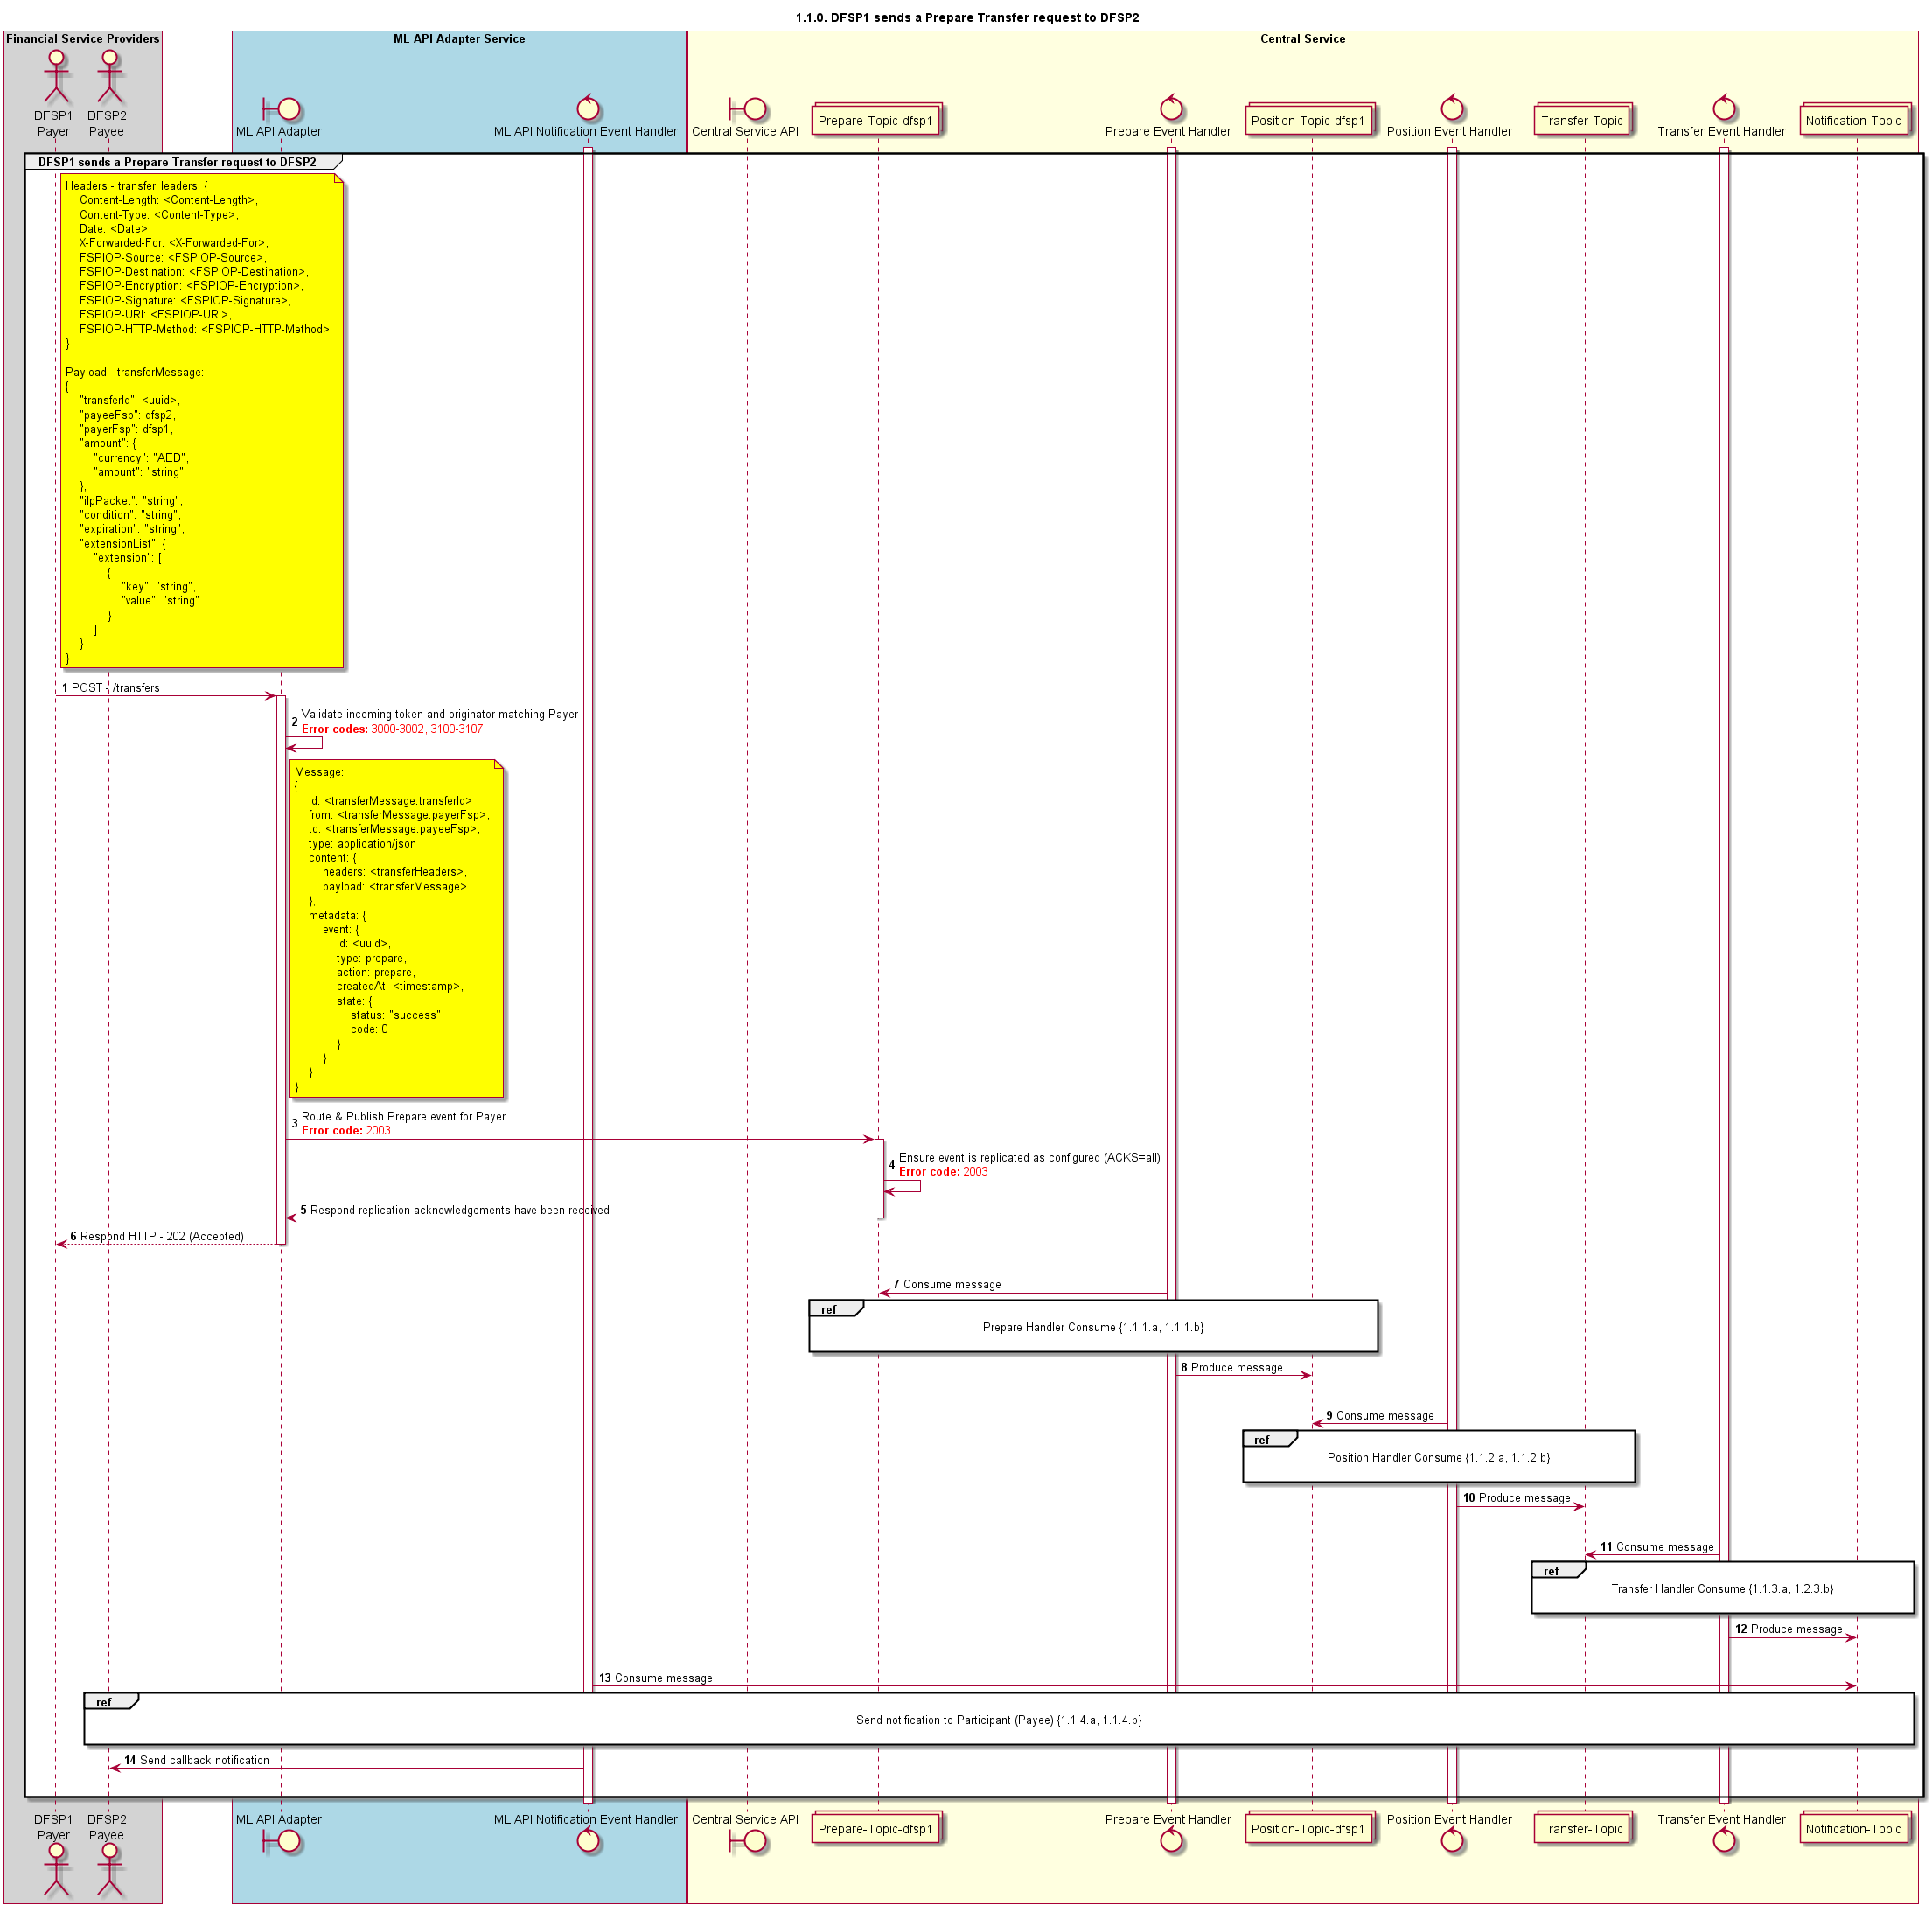 1.1.0. DFSP1 sends a Prepare Transfer request to DFSP2
Financial Service Providers
ML API Adapter Service
Central Service
DFSP1
Payer
DFSP2
Payee
ML API Adapter
ML API Notification Event Handler
Central Service API
Prepare-Topic-dfsp1
Prepare Event Handler
Position-Topic-dfsp1
Position Event Handler
Transfer-Topic
Transfer Event Handler
Notification-Topic
DFSP1 sends a Prepare Transfer request to DFSP2
Headers - transferHeaders: {
Content-Length: <Content-Length>,
Content-Type: <Content-Type>,
Date: <Date>,
X-Forwarded-For: <X-Forwarded-For>,
FSPIOP-Source: <FSPIOP-Source>,
FSPIOP-Destination: <FSPIOP-Destination>,
FSPIOP-Encryption: <FSPIOP-Encryption>,
FSPIOP-Signature: <FSPIOP-Signature>,
FSPIOP-URI: <FSPIOP-URI>,
FSPIOP-HTTP-Method: <FSPIOP-HTTP-Method>
}
Payload - transferMessage:
{
"transferId": <uuid>,
"payeeFsp": dfsp2,
"payerFsp": dfsp1,
"amount": {
"currency": "AED",
"amount": "string"
},
"ilpPacket": "string",
"condition": "string",
"expiration": "string",
"extensionList": {
"extension": [
{
"key": "string",
"value": "string"
}
]
}
}
1 POST - /transfers
2 Validate incoming token and originator matching Payer
Error codes: 3000-3002, 3100-3107
Message:
{
id: <transferMessage.transferId>
from: <transferMessage.payerFsp>,
to: <transferMessage.payeeFsp>,
type: application/json
content: {
headers: <transferHeaders>,
payload: <transferMessage>
},
metadata: {
event: {
id: <uuid>,
type: prepare,
action: prepare,
createdAt: <timestamp>,
state: {
status: "success",
code: 0
}
}
}
}
3 Route & Publish Prepare event for Payer
Error code: 2003
4 Ensure event is replicated as configured (ACKS=all)
Error code: 2003
5 Respond replication acknowledgements have been received
6 Respond HTTP - 202 (Accepted)
7 Consume message
ref
Prepare Handler Consume {1.1.1.a, 1.1.1.b}
8 Produce message
9 Consume message
ref
Position Handler Consume {1.1.2.a, 1.1.2.b}
10 Produce message
11 Consume message
ref
Transfer Handler Consume {1.1.3.a, 1.2.3.b}
12 Produce message
13 Consume message
ref
Send notification to Participant (Payee) {1.1.4.a, 1.1.4.b}
14 Send callback notification
DFSP1
Payer
DFSP2
Payee
ML API Adapter
ML API Notification Event Handler
Central Service API
Prepare-Topic-dfsp1
Prepare Event Handler
Position-Topic-dfsp1
Position Event Handler
Transfer-Topic
Transfer Event Handler
Notification-Topic